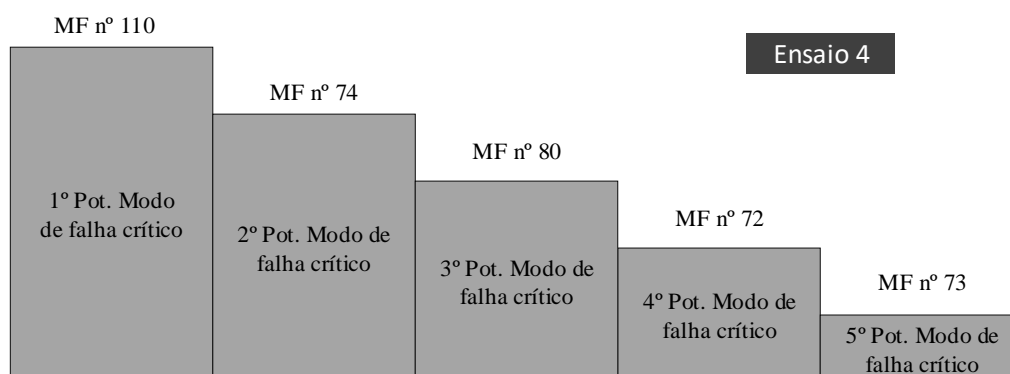 MF nº 110
Ensaio 4
MF nº 74
MF nº 80
1º Pot. Modo
de falha crítico
2º Pot. Modo de
falha crítico
MF nº 72
3º Pot. Modo de
falha crítico
MF nº 73
4º Pot. Modo de
falha crítico
5º Pot. Modo de
falha crítico